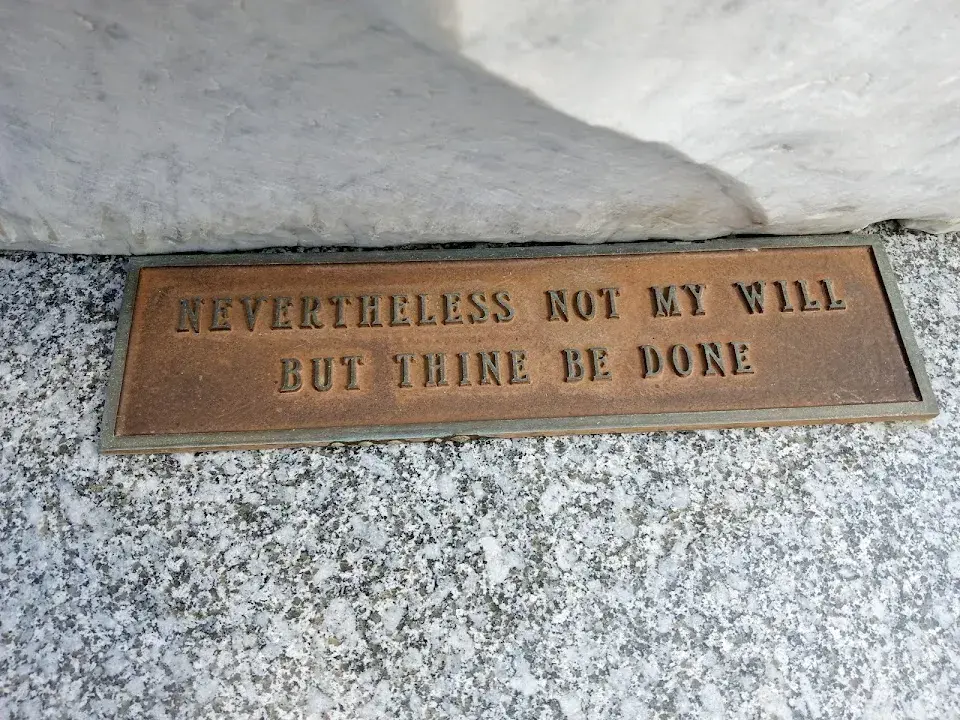 NEVERTHELESS NOT MY WILL
BUT THINE BE DONE